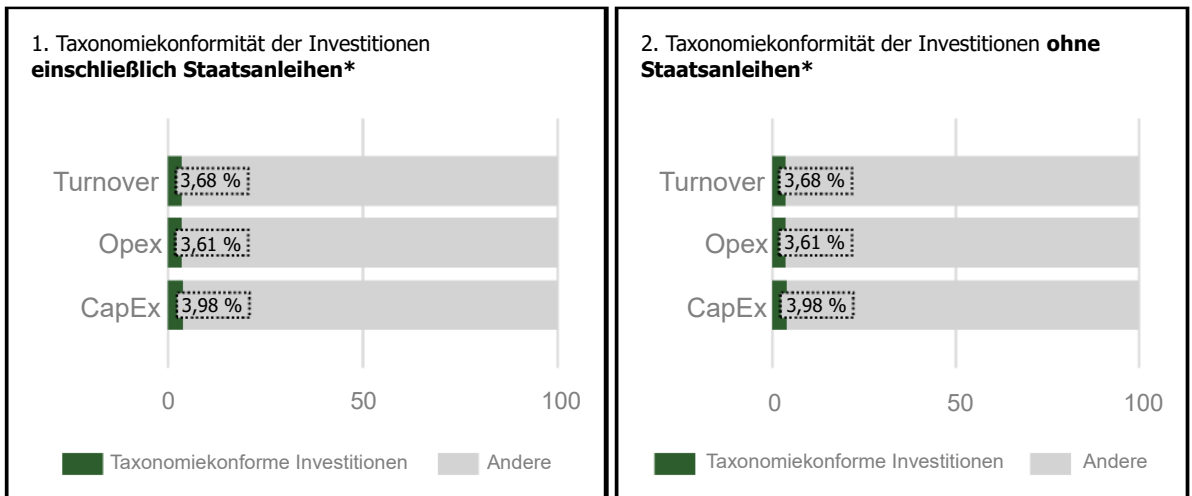 1. Taxonomiekonformität der Investitionen
einschließlich Staatsanleihen*
Turnover
3,68 %
Opex
3,61 %
CapEx
3,98 %
0
50
100
Taxonomiekonforme Investitionen
Andere
2. Taxonomiekonformität der Investitionen ohne
Staatsanleihen*
Turnover
3,68 %
Opex
3,61 %
CapEx
3,98 %
0
50
100
Taxonomiekonforme Investitionen
Andere